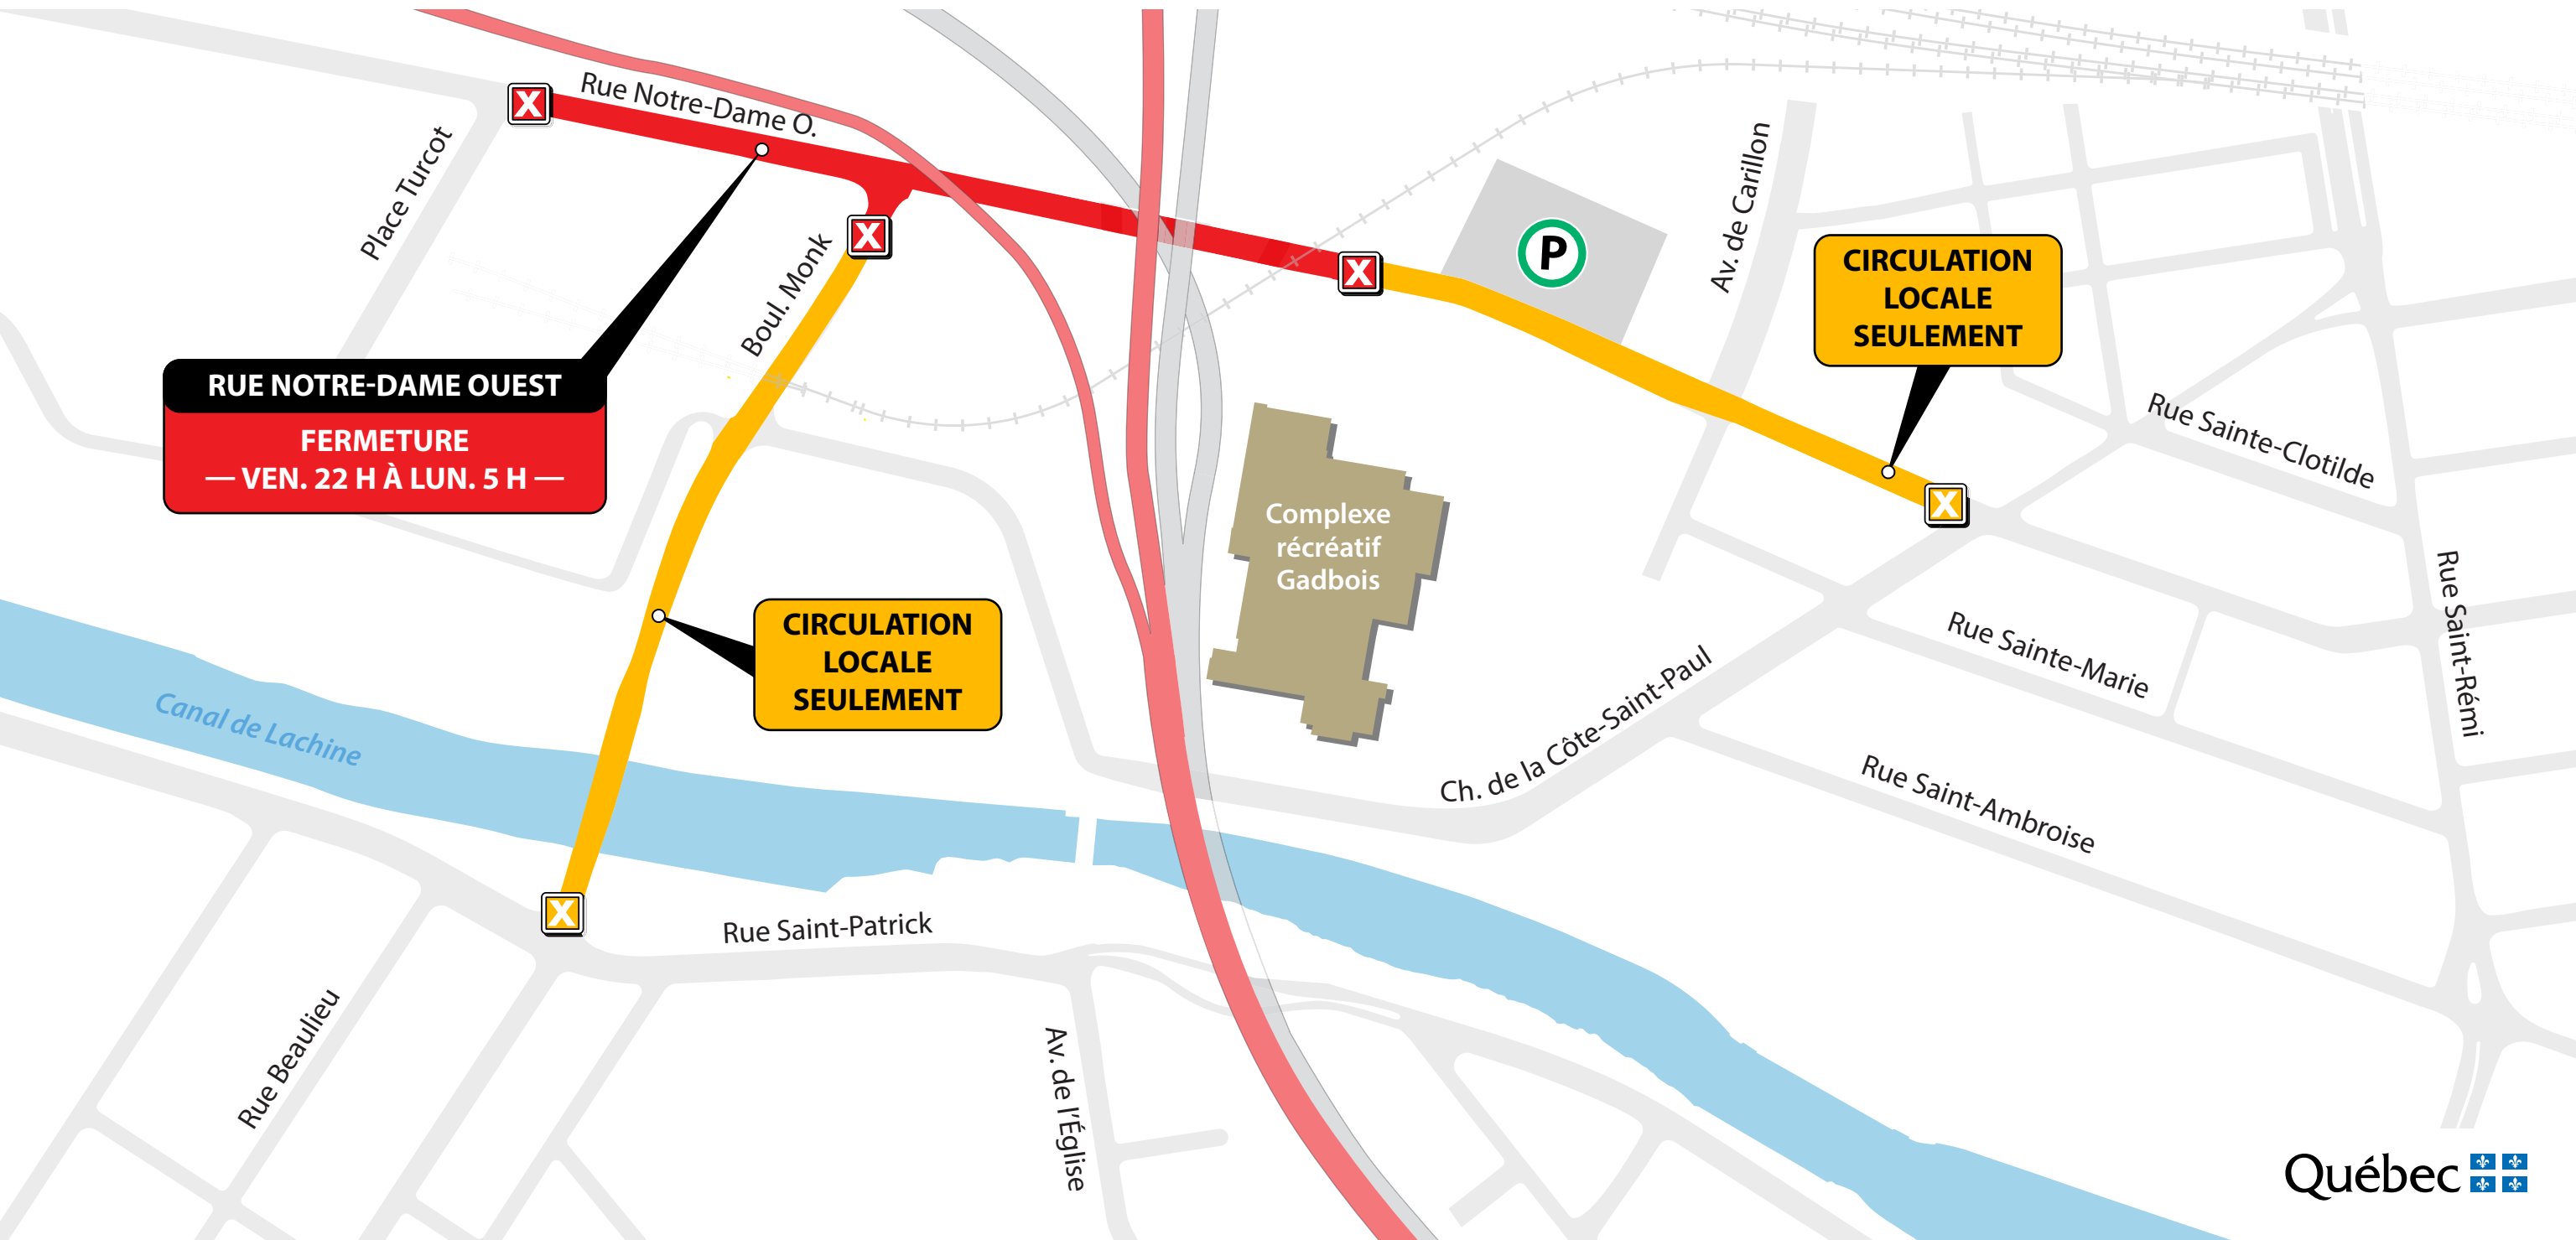 Rue Notre-Dame O.
X
Place Turcot
X
Boul. Monk
X
P
Av. de Carillon
CIRCULATION
LOCALE
SEULEMENT
RUE NOTRE-DAME OUEST
FERMETURE
— VEN. 22 H À LUN. 5 H —
Rue Sainte-Clotilde
X
Complexe
récréatif
Gadbois
Rue Saint-Rémi
CIRCULATION
LOCALE
SEULEMENT
Rue Sainte-Marie
Ch. de la Côte-Saint-Paul
Canal de Lachine
Rue Saint-Ambroise
X
Rue Saint-Patrick
Rue Beaulieu
Av. de l'Église
Québec